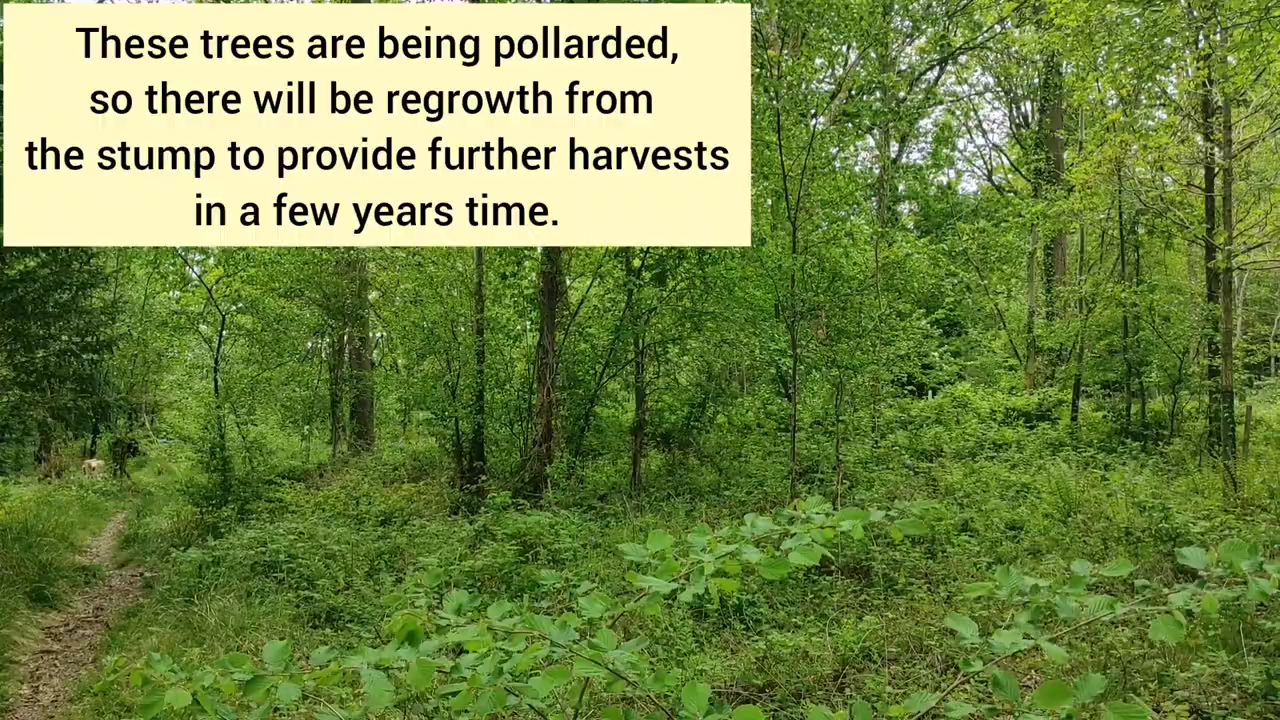 These trees are being pollarded,
so there will be regrowth from
the stump to provide further harvests
in a few years time.